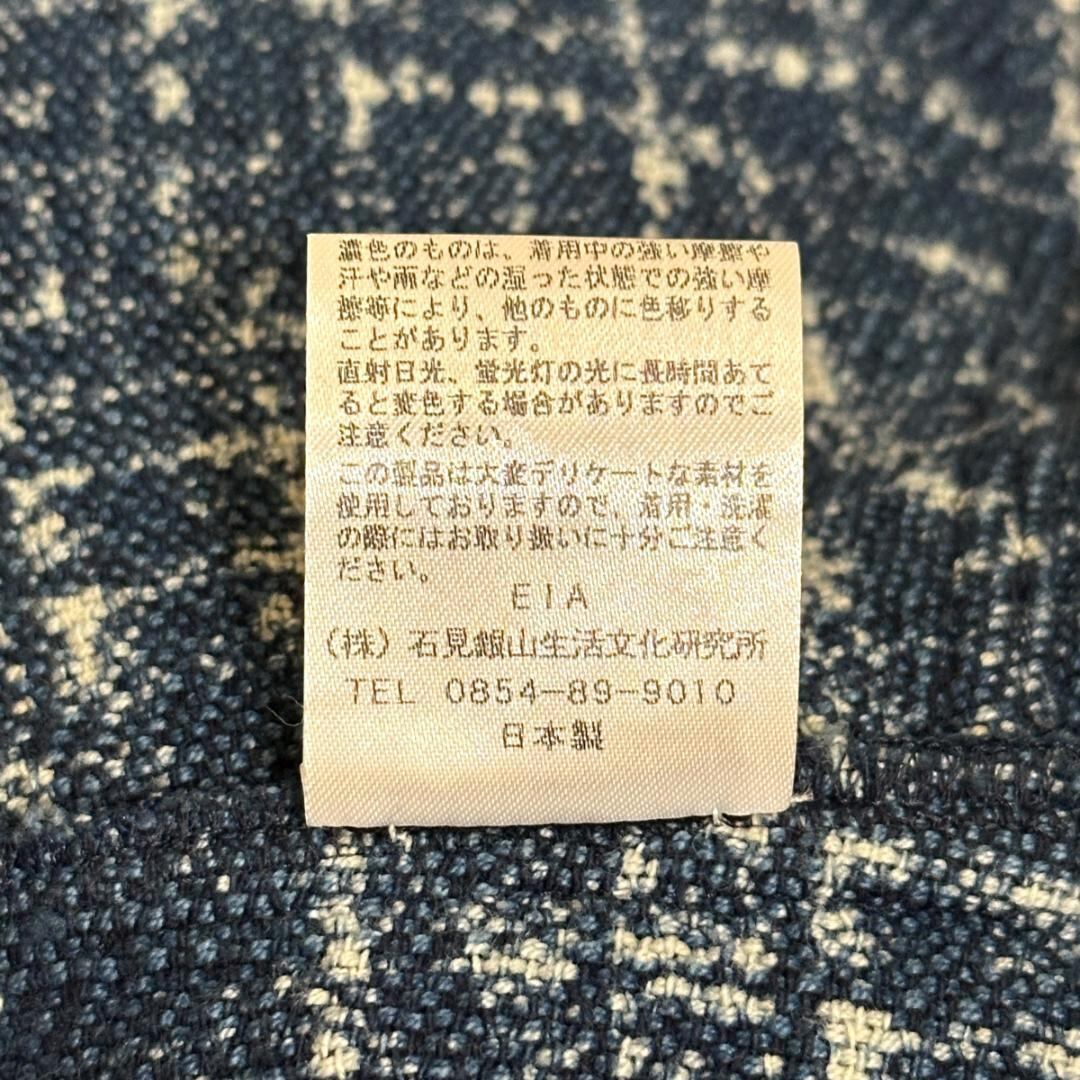 濃色のものは、着用中の強い摩擦や
汗や雨などの湿った状態での強い摩
擦等により、他のものに色移りする
ことがあります。
直射日光、蛍光灯の光に長時間あて
ると変色する場合がありますのでご
注意ください。
この製品は大変デリケートな素材を
使用しておりますので、着用・洗濯
の際にはお取り扱いに十分ご注意く
ださい。
EIA
(株) 石見銀山生活文化研究所
TEL 0854-89-9010
日本製